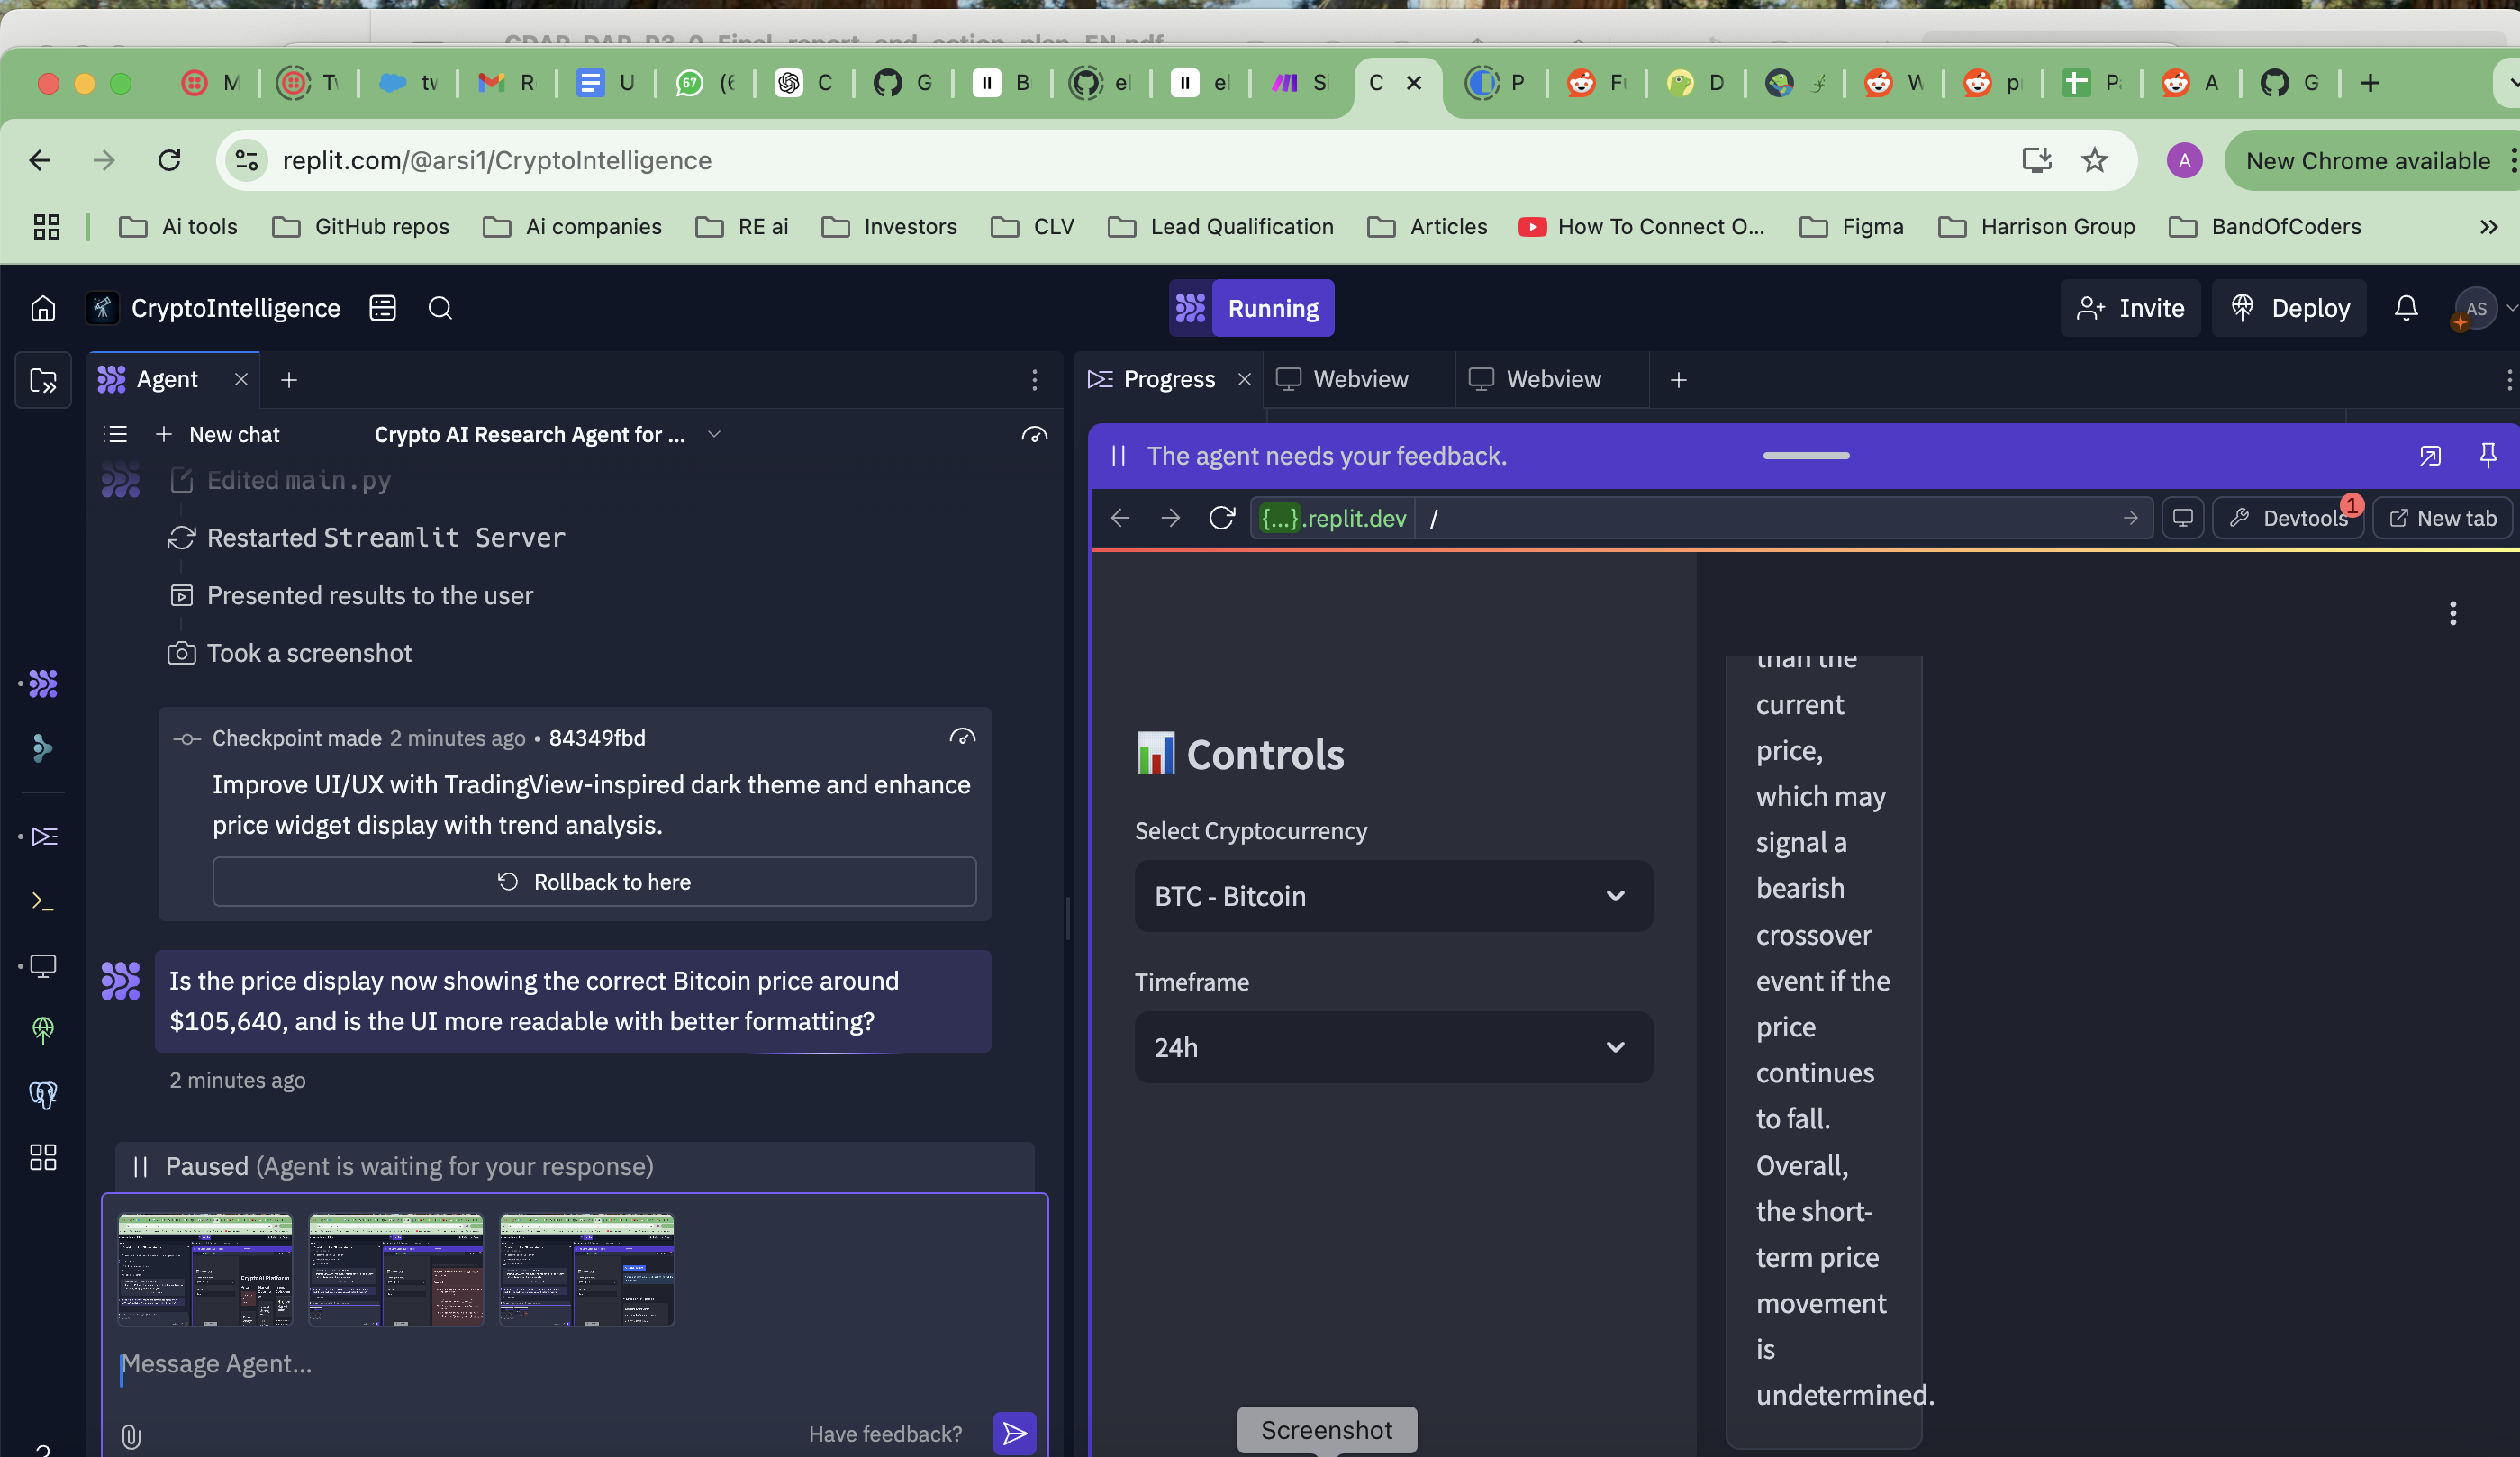 M
Tv
tv
R
U
67
(6
C
G
B
el
el
S
C
P
F
D
W
p
P
A
G
replit.com/@arsi1/CryptoIntelligence
A
New Chrome available
Ai tools
GitHub repos
Ai companies
RE ai
Investors
CLV
Lead Qualification
Articles
How To Connect O...
Figma
Harrison Group
BandOfCoders
CryptoIntelligence
Running
Invite
Deploy
AS
Agent
Progress
Webview
Webview
New chat
Crypto AI Research Agent for ...
The agent needs your feedback.
Edited main.py
Restarted Streamlit Server
Presented results to the user
Took a screenshot
{...}.replit.dev
/
Devtools
1
New tab
Checkpoint made 2 minutes ago • 84349fbd
Improve UI/UX with TradingView-inspired dark theme and enhance
price widget display with trend analysis.
Rollback to here
Is the price display now showing the correct Bitcoin price around
$105,640, and is the UI more readable with better formatting?
2 minutes ago
Paused (Agent is waiting for your response)
Message Agent...
Have feedback?
Controls
Select Cryptocurrency
BTC - Bitcoin
Timeframe
24h
than the
current
price,
which may
signal a
bearish
crossover
event if the
price
continues
to fall.
Overall,
the short-
term price
movement
is
undetermined.
Screenshot